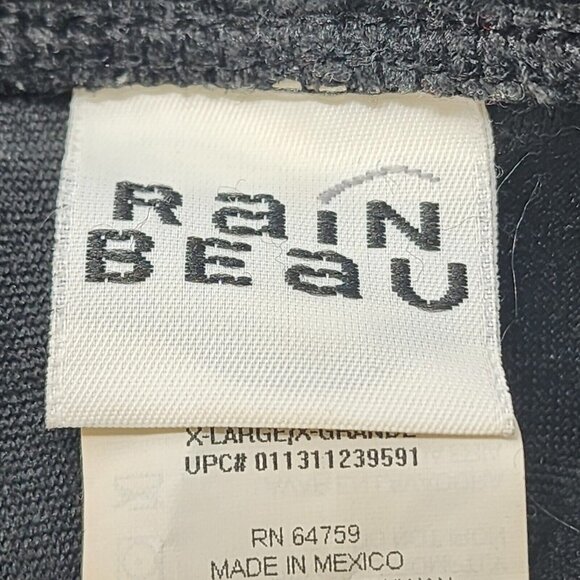 RaiN
BEaU
X-LARGE/X-GRANDE
UPC# 011311239591
RN 64759
MADE IN MEXICO